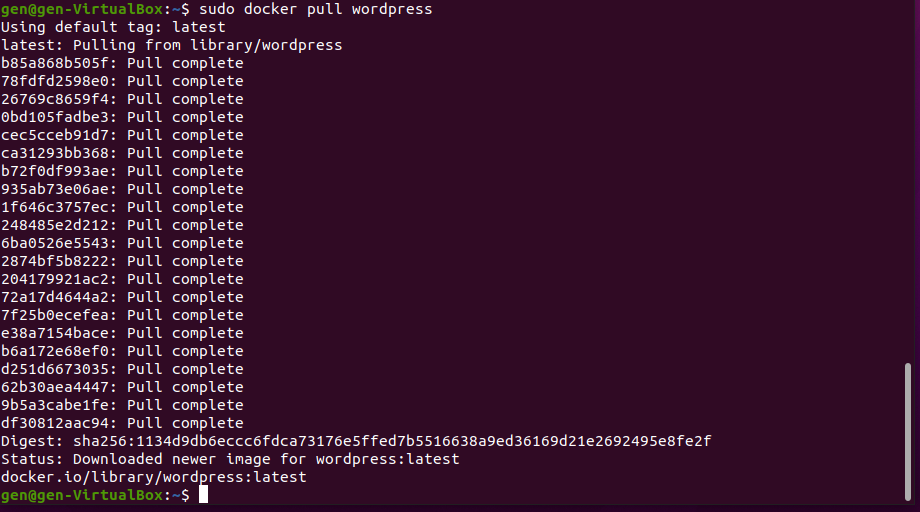 gen@gen-VirtualBox:~$ sudo docker pull wordpress
Using default tag: latest
latest: Pulling from library/wordpress
b85a868b505f: Pull complete
78fdfd2598e0: Pull complete
26769c8659f4: Pull complete
0bd105fadbe3: Pull complete
cec5cceb91d7: Pull complete
ca31293bb368: Pull complete
b72f0df993ae: Pull complete
935ab73e06ae: Pull complete
1f646c3757ec: Pull complete
248485e2d212: Pull complete
6ba0526e5543: Pull complete
2874bf5b8222: Pull complete
204179921ac2: Pull complete
72a17d4644a2: Pull complete
7f25b0ecefea: Pull complete
e38a7154bace: Pull complete
b6a172e68ef0: Pull complete
d251d6673035: Pull complete
62b30aea4447: Pull complete
9b5a3cabe1fe: Pull complete
df30812aac94: Pull complete
Digest: sha256:1134d9db6eccc6fdca73176e5ffed7b5516638a9ed36169d21e2692495e8fe2f
Status: Downloaded newer image for wordpress:latest
docker.io/library/wordpress:latest
gen@gen-VirtualBox:~$